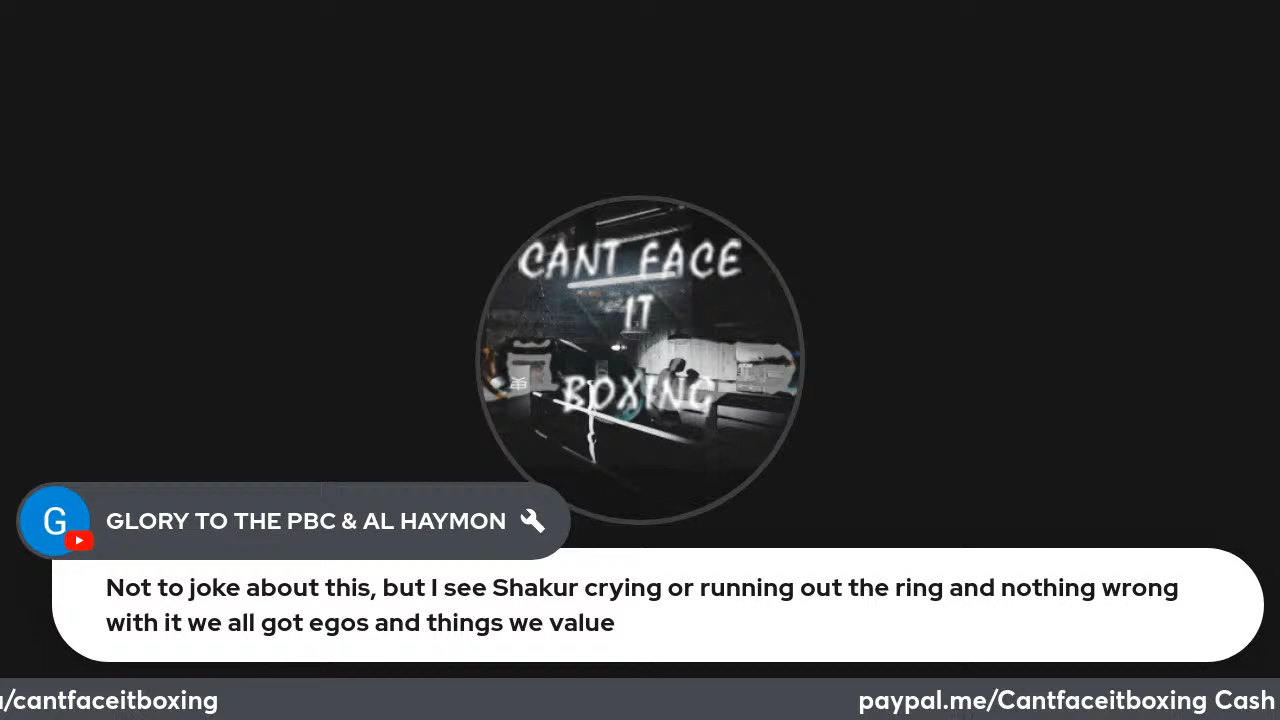 CANT FACE
IT
BOXING
G
GLORY TO THE PBC & AL HAYMON
Not to joke about this, but I see Shakur crying or running out the ring and nothing wrong
with it we all got egos and things we value
/cantfaceitboxing
paypal.me/Cantfaceitboxing Cash